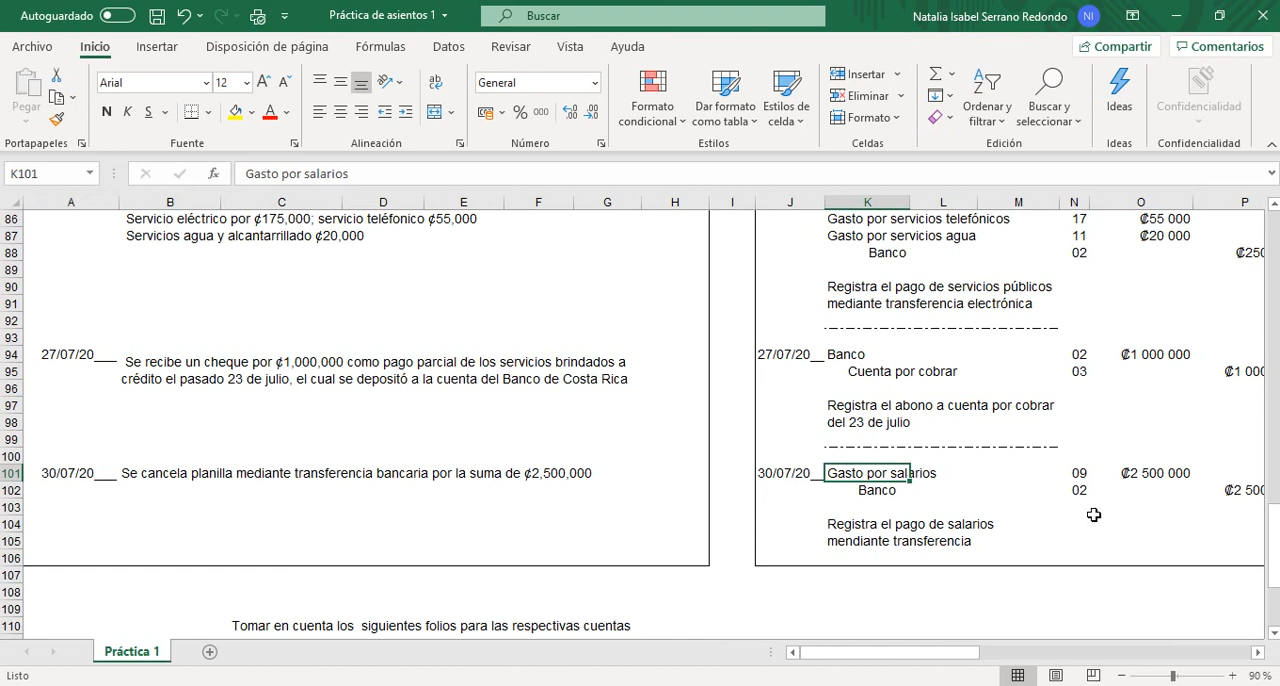 Autoguardado Práctica de asientos 1 Buscar Natalia Isabel Serrano Redondo NI
Archivo Inicio Insertar Disposición de página Fórmulas Datos Revisar Vista Ayuda Compartir Comentarios
Pegar Arial 12 General Formato condicional Dar formato como tabla Estilos de celda Insertar Eliminar Formato Ordenar y filtrar Buscar y seleccionar Ideas Confidencialidad
N K S % 000
Portapapeles Fuente Alineación Número Estilos Celdas Edición Ideas Confidencialidad
K101 fx Gasto por salarios
A B C D E F G H I J K L M N O P
86 Servicio eléctrico por ¢175,000; servicio teléfonico ¢55,000 Gasto por servicios telefónicos 17 ₡55 000
87 Servicios agua y alcantarrillado ¢20,000 Gasto por servicios agua 11 ₡20 000
88 Banco 02 ₡250
89
90 Registra el pago de servicios públicos
91 mediante transferencia electrónica
92
93
94 27/07/20___ Se recibe un cheque por ¢1,000,000 como pago parcial de los servicios brindados a 27/07/20__ Banco 02 ₡1 000 000
95 crédito el pasado 23 de julio, el cual se depositó a la cuenta del Banco de Costa Rica Cuenta por cobrar 03 ₡1 000
96
97 Registra el abono a cuenta por cobrar
98 del 23 de julio
99
100
101 30/07/20___ Se cancela planilla mediante transferencia bancaria por la suma de ¢2,500,000 30/07/20__ Gasto por salarios 09 ₡2 500 000
102 Banco 02 ₡2 500
103
104 Registra el pago de salarios
105 mendiante transferencia
106
107
108
109
110 Tomar en cuenta los siguientes folios para las respectivas cuentas
Práctica 1
Listo 90 %